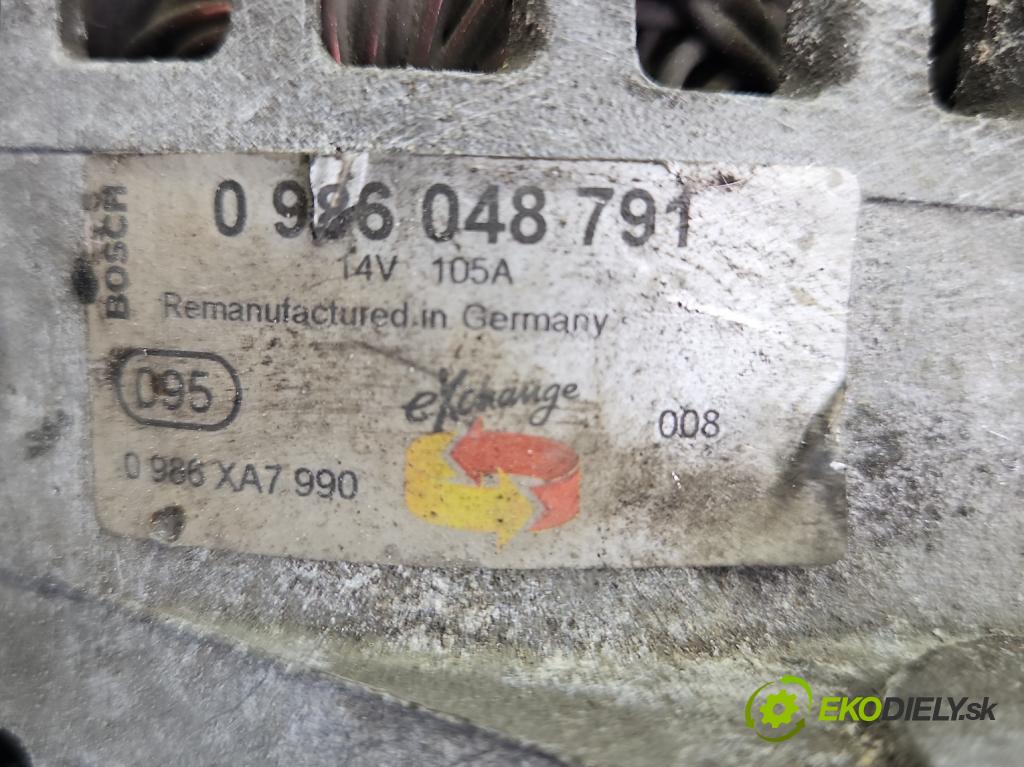 BOSCH
0 986 048 791
14V 105A
Remanufactured in Germany
095
eXchange
008
0 986 XA7 990
EKODIELY.sk